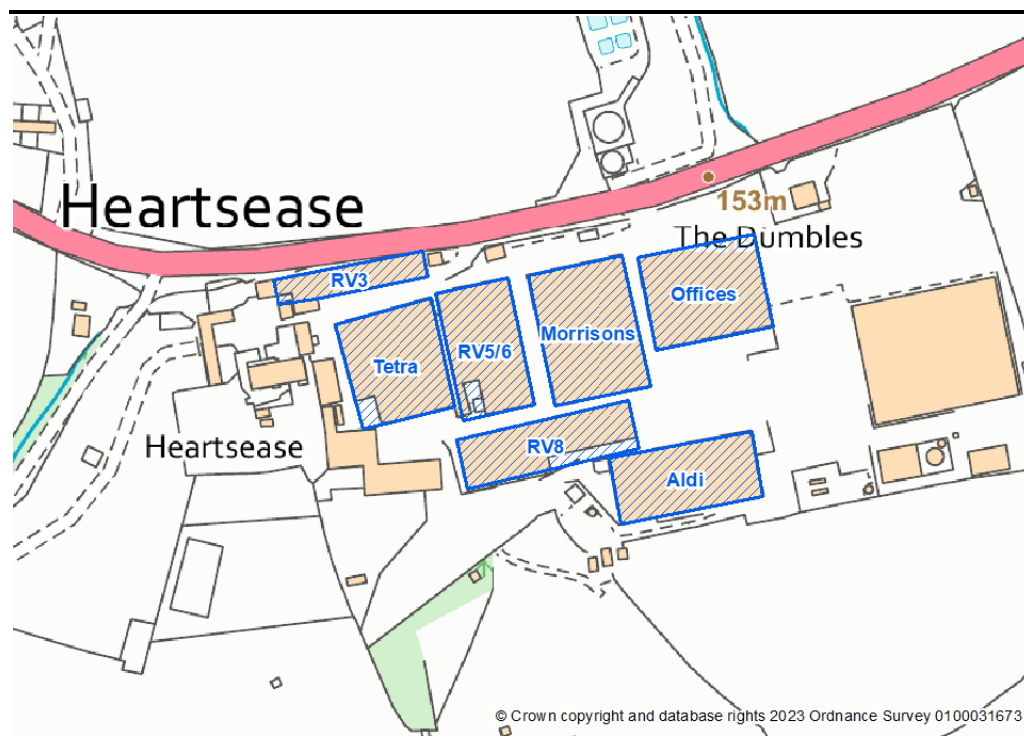 Heartsease
153m
The Dumbles
RV3
Offices
Morrisons
RV5/6
Tetra
Heartsease
RV8
Aldi
© Crown copyright and database rights 2023 Ordnance Survey 0100031673